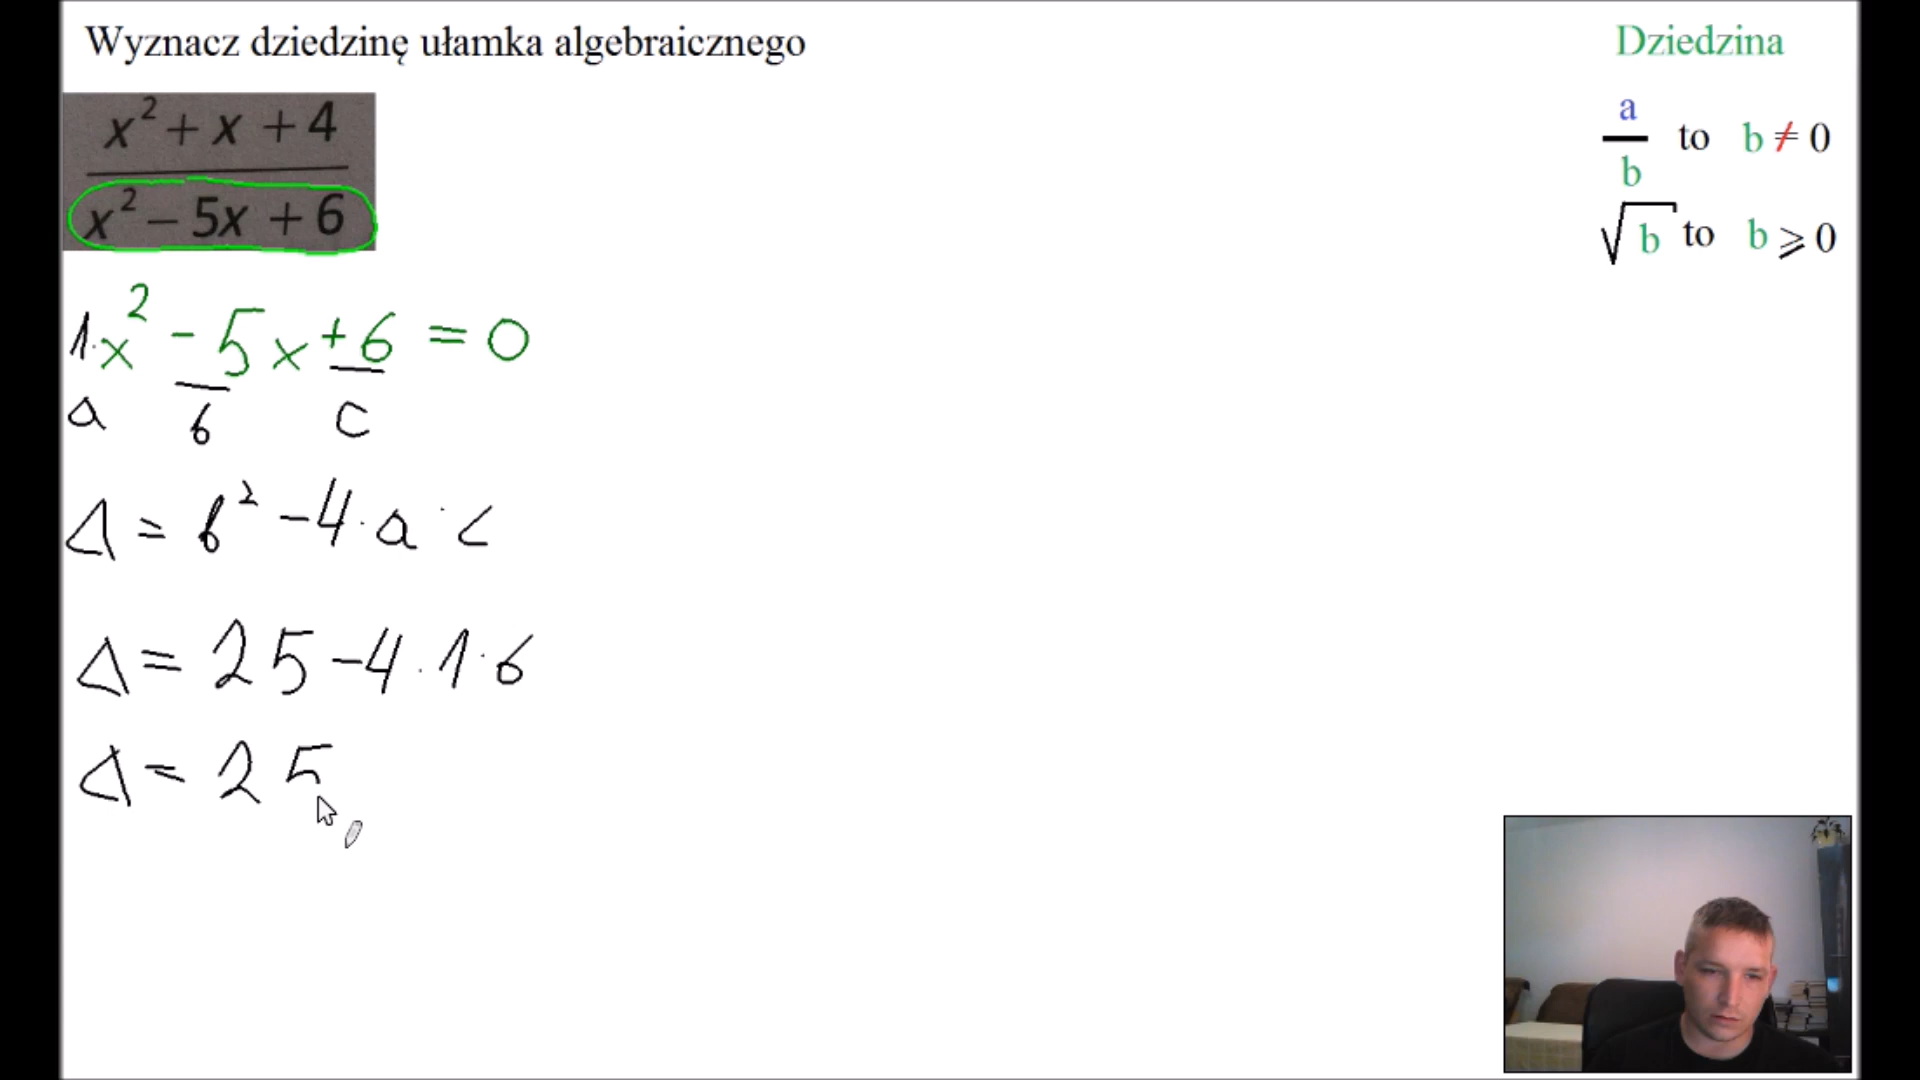 Wyznacz dziedzinę ułamka algebraicznego
x² + x + 4
x² − 5x + 6
1·x² − 5x + 6 = 0
a b c
Δ = b² − 4·a·c
Δ = 25 − 4·1·6
Δ = 25
Dziedzina
a
b
to b ≠ 0
√b to b ⩾ 0